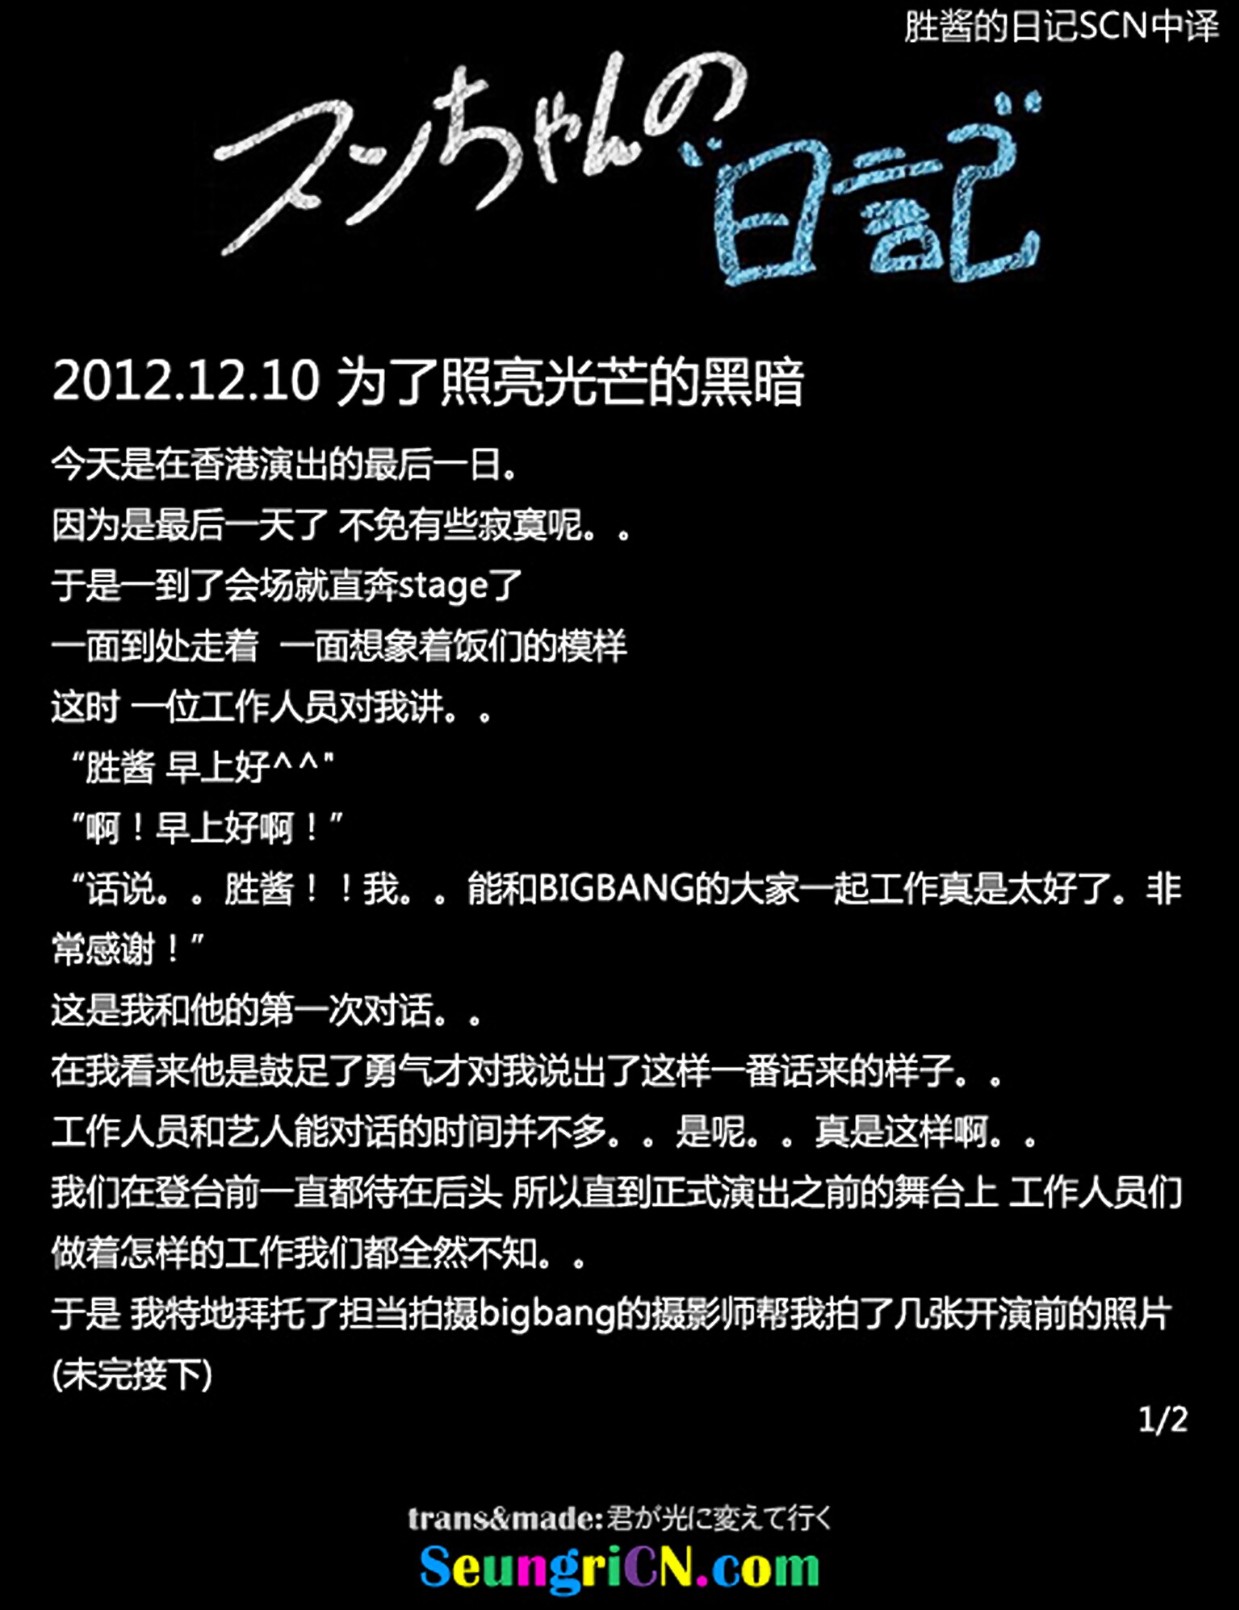 胜酱的日记SCN中译
スンちゃんの
日記
2012.12.10 为了照亮光芒的黑暗
今天是在香港演出的最后一日。
因为是最后一天了 不免有些寂寞呢。。
于是一到了会场就直奔stage了
一面到处走着 一面想象着饭们的模样
这时 一位工作人员对我讲。。
“胜酱 早上好^^"
“啊！早上好啊！”
“话说。。胜酱！！我。。能和BIGBANG的大家一起工作真是太好了。非
常感谢！”
这是我和他的第一次对话。。
在我看来他是鼓足了勇气才对我说出了这样一番话来的样子。。
工作人员和艺人能对话的时间并不多。。是呢。。真是这样啊。。
我们在登台前一直都待在后头 所以直到正式演出之前的舞台上 工作人员们
做着怎样的工作我们都全然不知。。
于是 我特地拜托了担当拍摄bigbang的摄影师帮我拍了几张开演前的照片
(未完接下)
1/2
trans&made:君が光に変えて行く
SeungriCN.com